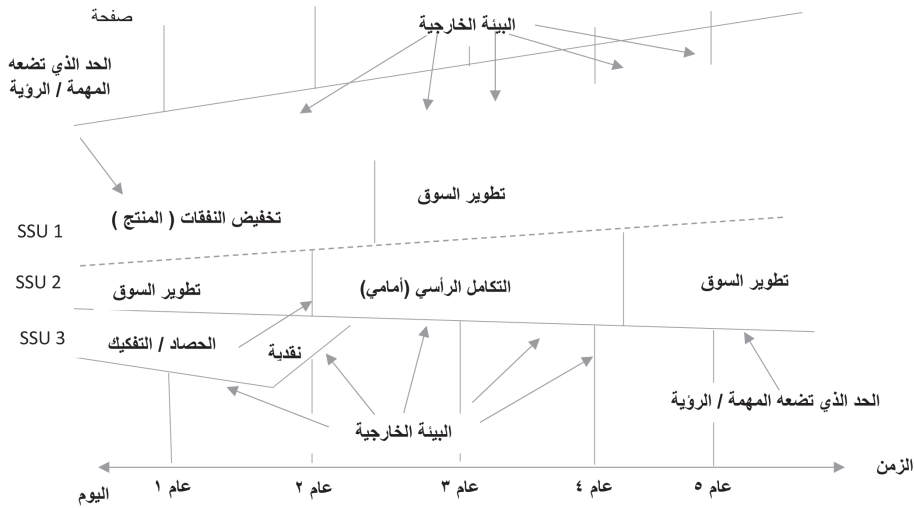 صفحة
البيئة الخارجية
الحد الذي تضعه
المهمة / الرؤية
تطوير السوق
تخفيض النفقات ( المنتج )
SSU 1
SSU 2
تطوير السوق
التكامل الرأسي (أمامي)
تطوير السوق
SSU 3
الحصاد / التفكيك
نقدية
الحد الذي تضعه المهمة / الرؤية
البيئة الخارجية
الزمن
اليوم
عام ١
عام ٢
عام ٣
عام ٤
عام ٥